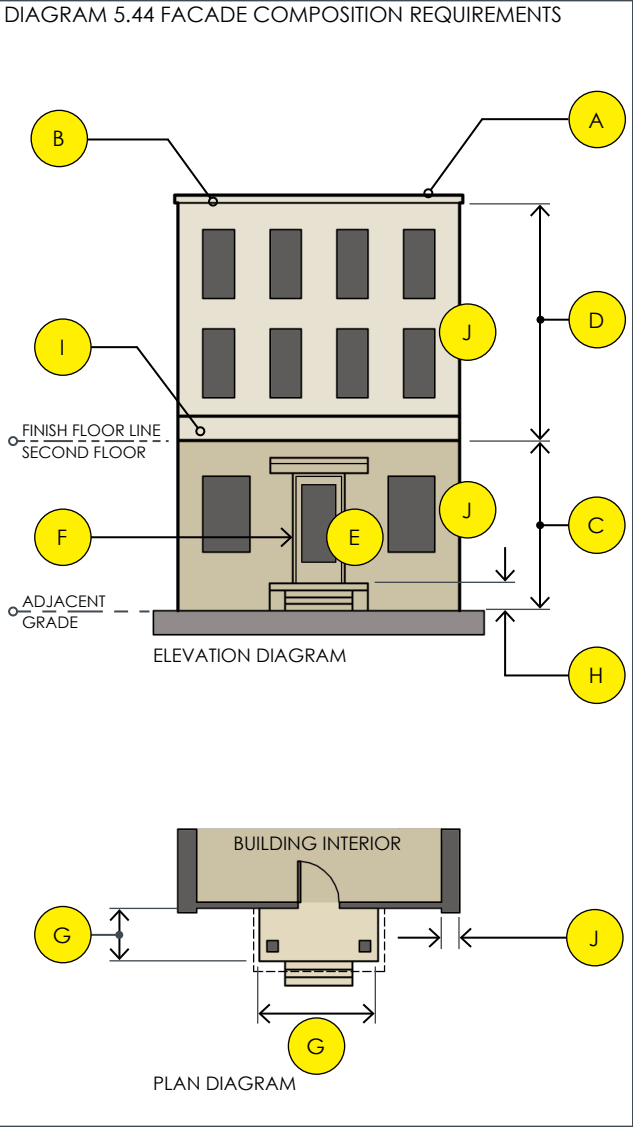 DIAGRAM 5.44 FACADE COMPOSITION REQUIREMENTS
A
B
D
J
I
FINISH FLOOR LINE
SECOND FLOOR
J
C
F
E
ADJACENT
GRADE
ELEVATION DIAGRAM
H
BUILDING INTERIOR
G
J
G
PLAN DIAGRAM